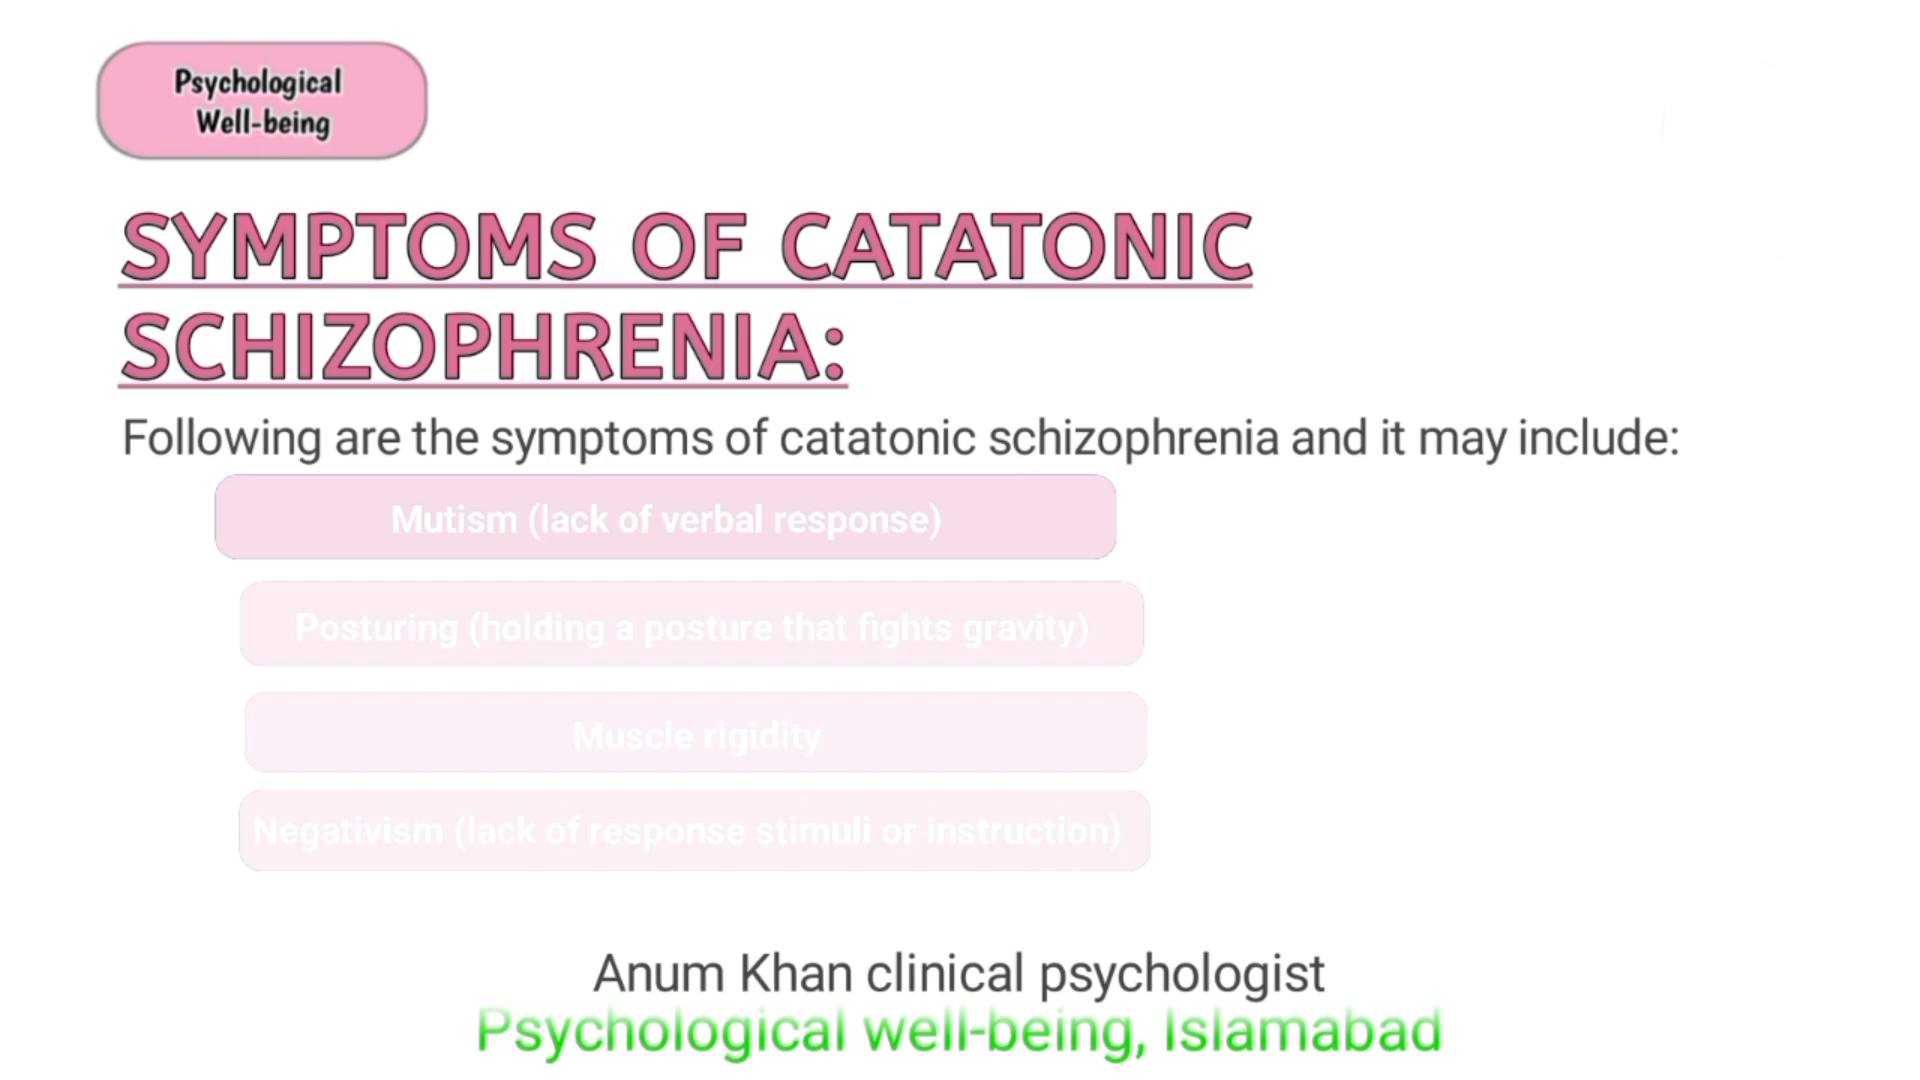 Psychological
Well-being
SYMPTOMS OF CATATONIC
SCHIZOPHRENIA:
Following are the symptoms of catatonic schizophrenia and it may include:
Mutism (lack of verbal response)
Posturing (holding a posture that fights gravity)
Muscle rigidity
Negativism (lack of response stimuli or instruction)
Anum Khan clinical psychologist
Psychological well-being, Islamabad